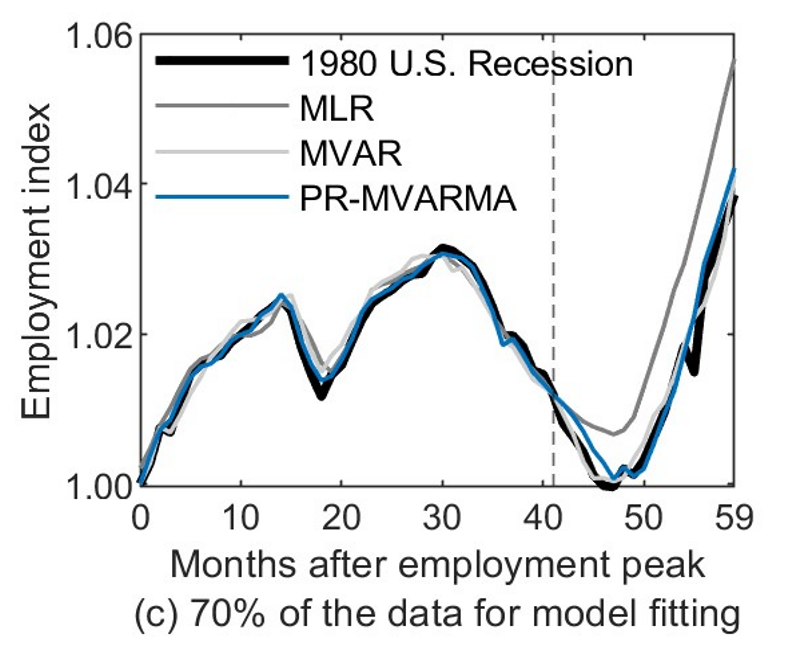 1.06
1980 U.S. Recession
MLR
MVAR
PR-MVARMA
1.04
1.02
1.00
Employment index
0 10 20 30 40 50 59
Months after employment peak
(c) 70% of the data for model fitting